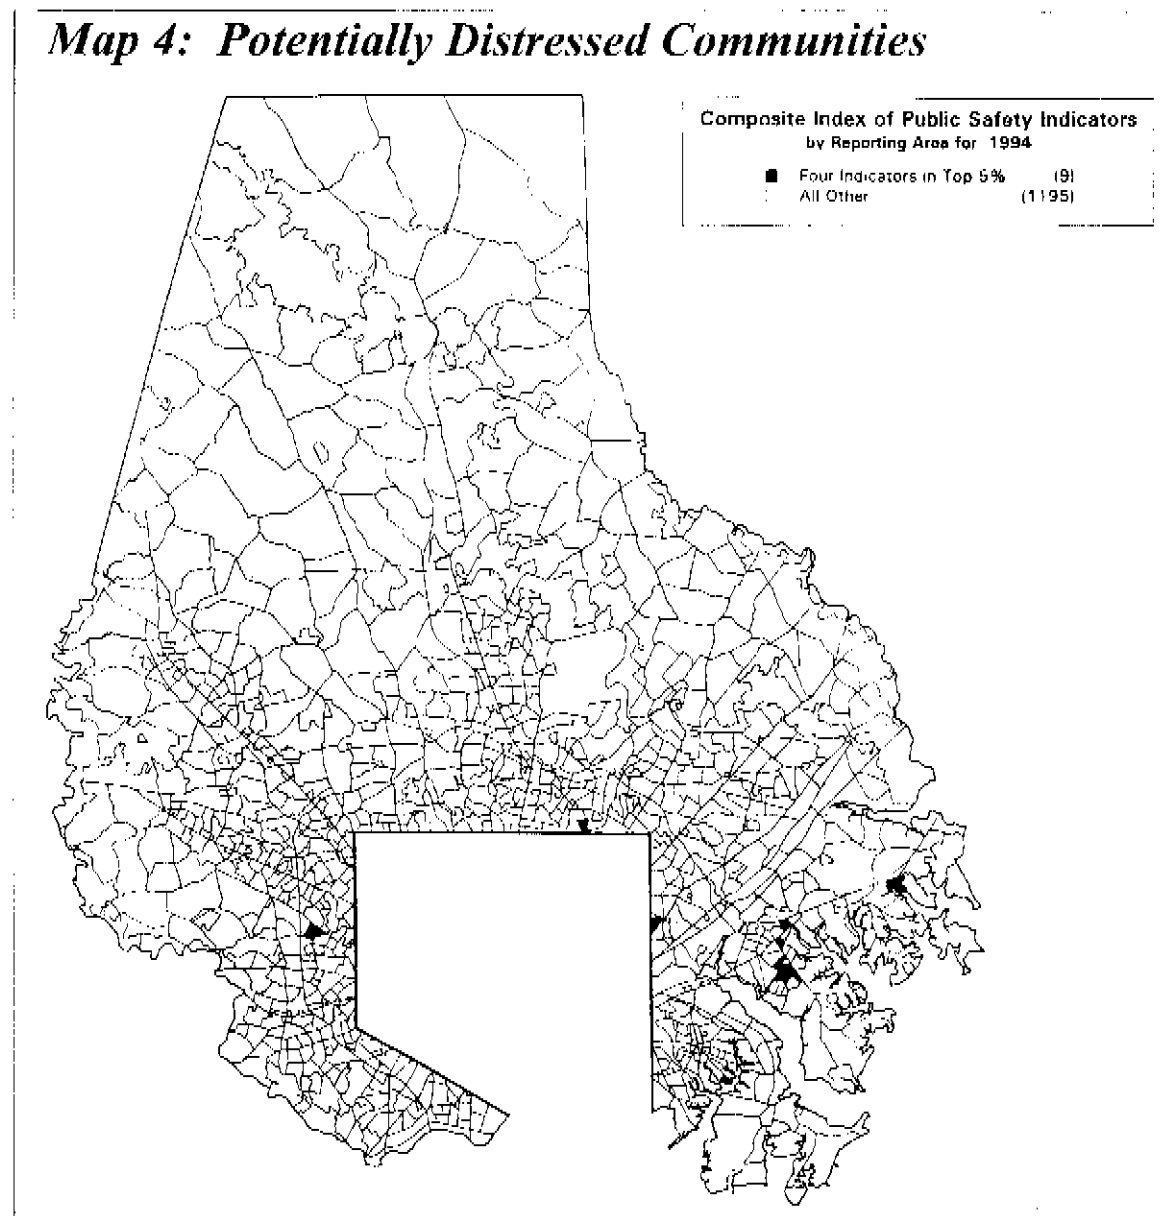 Map 4: Potentially Distressed Communities
Composite Index of Public Safety Indicators
by Reporting Area for 1994
Four Indicators in Top 5% (9)
All Other (1195)